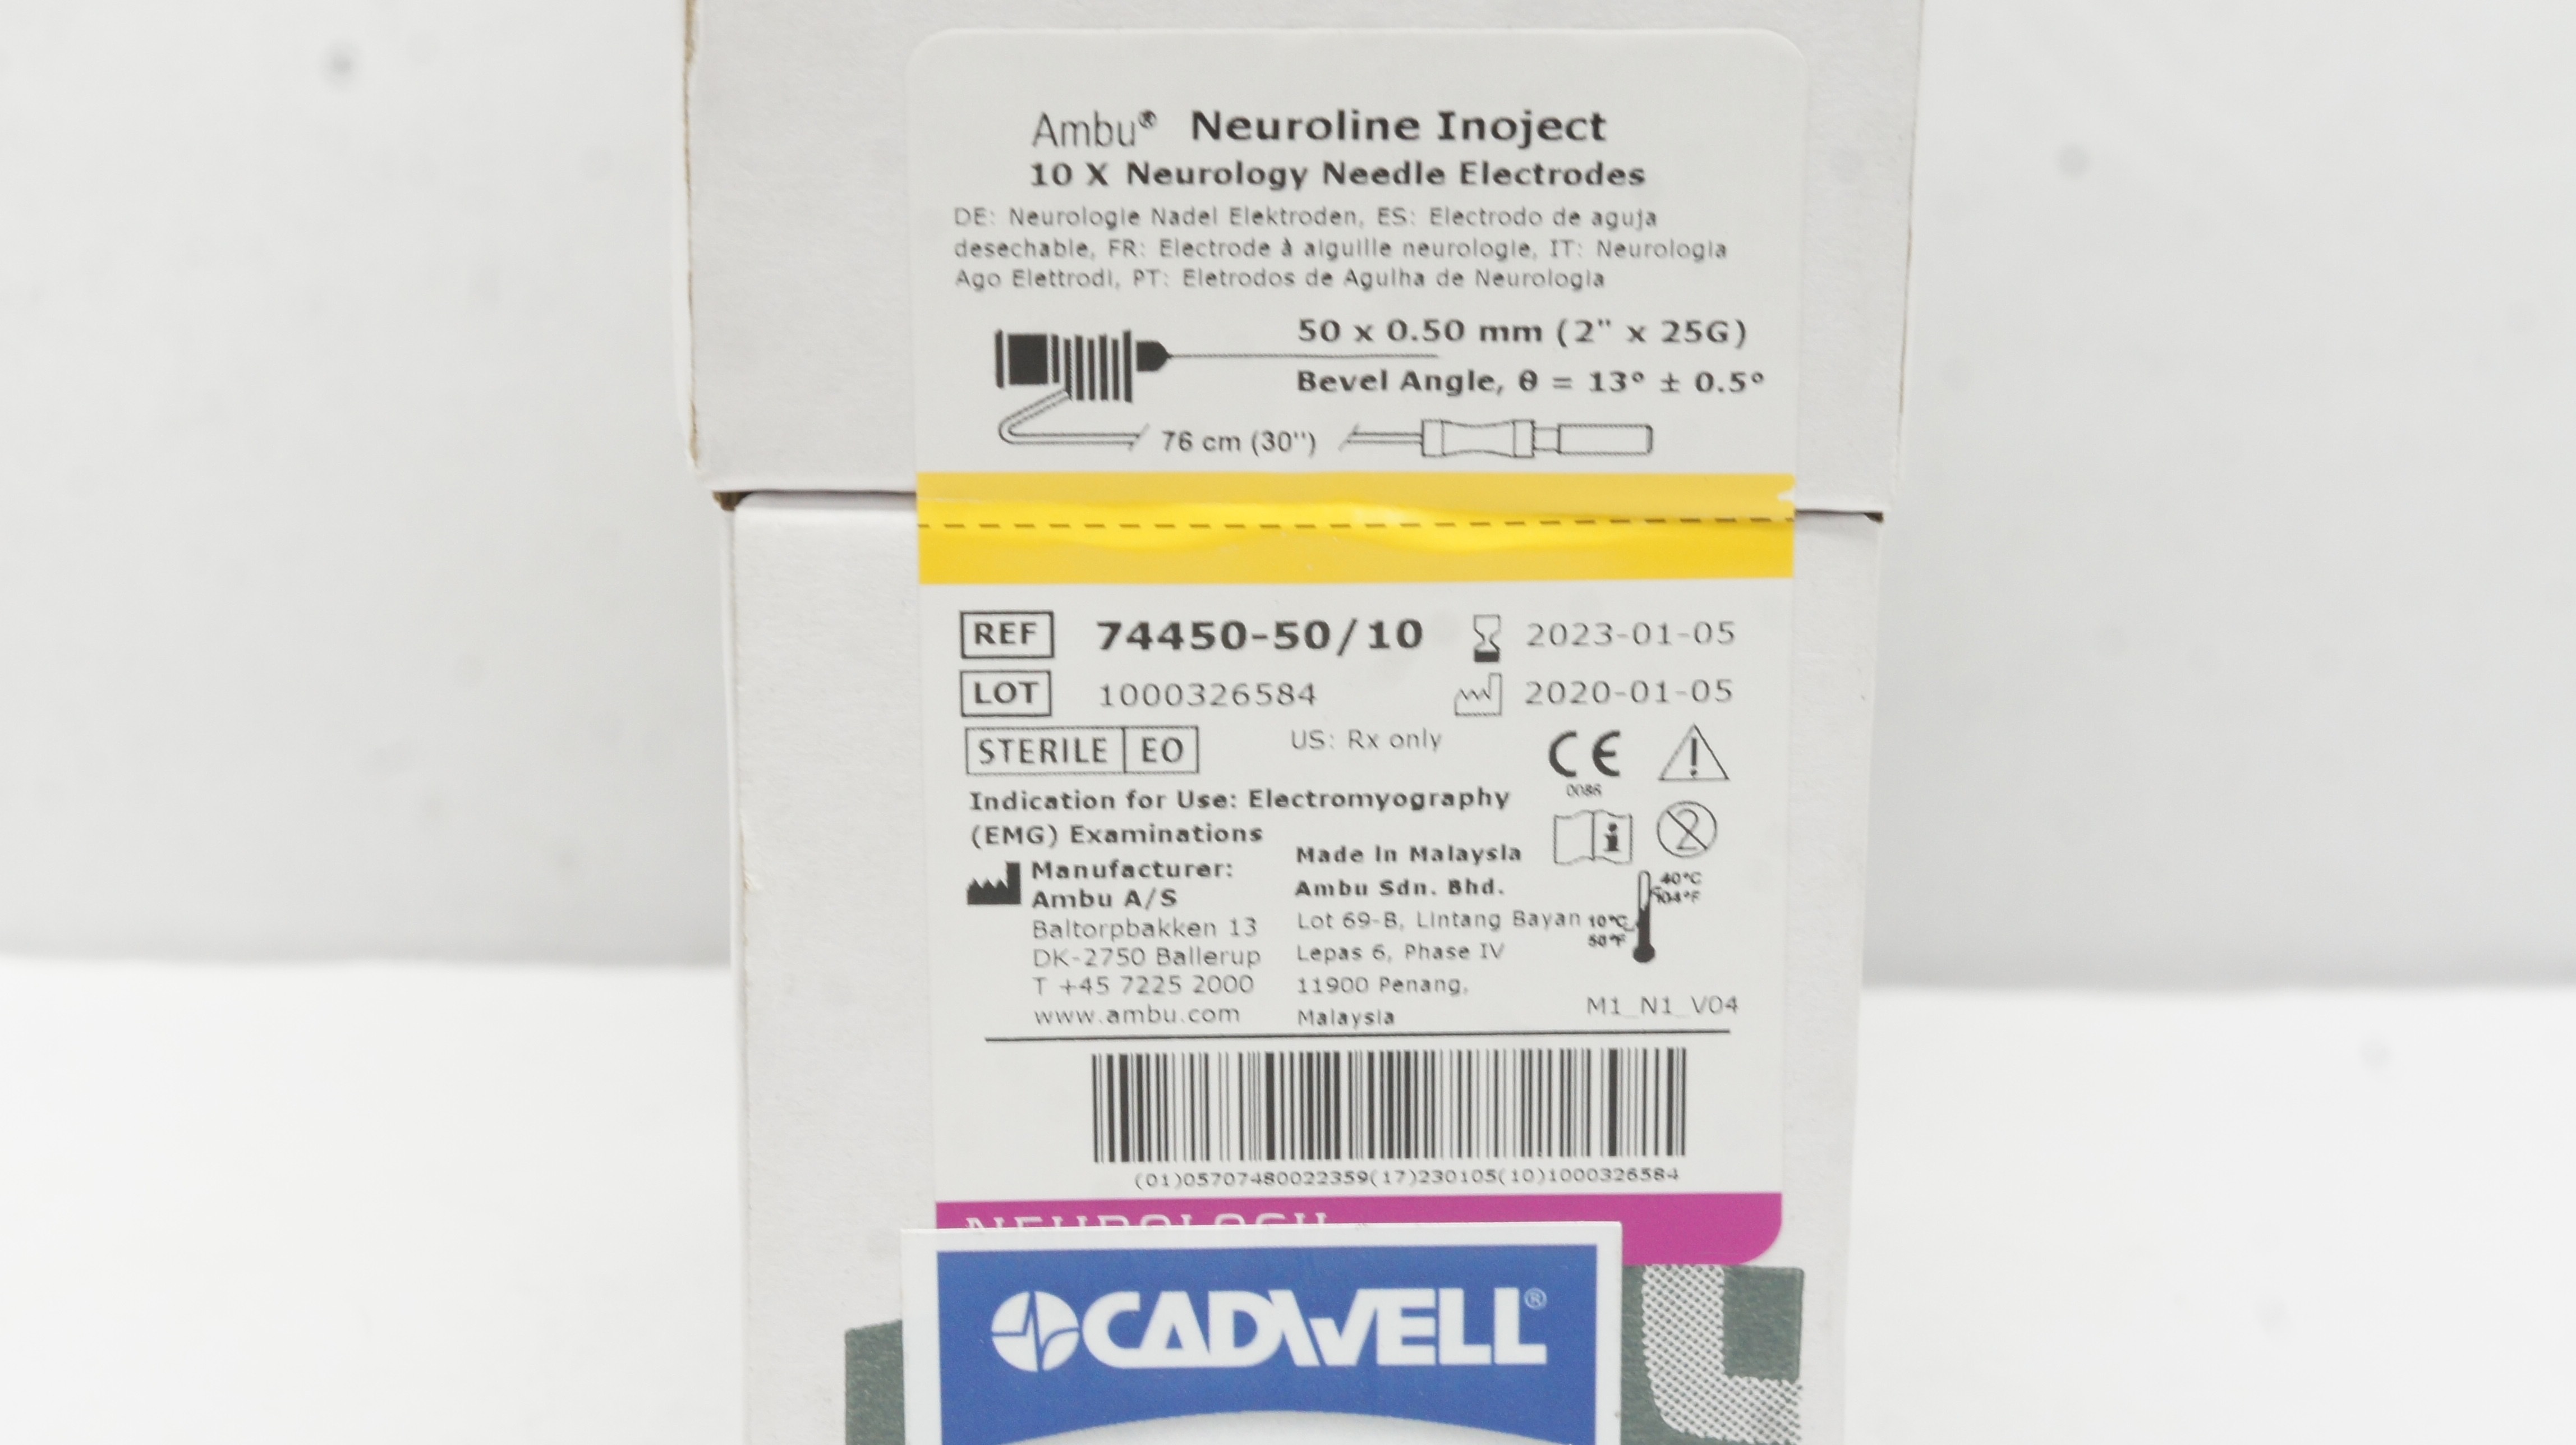 Ambu® Neuroline Inoject
10 X Neurology Needle Electrodes
DE: Neurologie Nadel Elektroden, ES: Electrodo de aguja
desechable, FR: Electrode à aiguille neurologie, IT: Neurologia
Ago Elettrodi, PT: Eletrodos de Agulha de Neurologia
50 x 0.50 mm (2" x 25G)
Bevel Angle, θ = 13° ± 0.5°
76 cm (30")
REF 74450-50/10 2023-01-05
LOT 1000326584 2020-01-05
STERILE EO US: Rx only CE
0086
Indication for Use: Electromyography
(EMG) Examinations
2
Manufacturer:
Ambu A/S
Baltorpbakken 13
DK-2750 Ballerup
T +45 7225 2000
www.ambu.com
Made in Malaysia
Ambu Sdn. Bhd.
Lot 69-B, Lintang Bayan
Lepas 6, Phase IV
11900 Penang,
Malaysia
40°C
104°F
10°C
50°F
M1_N1_V04
(01)05707480022359(17)230105(10)1000326584
NEUROLOGY
CADWELL®